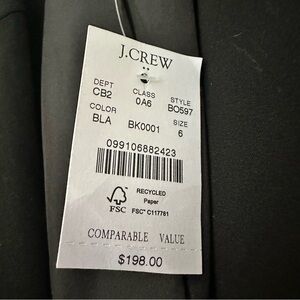 J.CREW
DEPT CLASS STYLE
CB2 0A6 BO597
COLOR SIZE
BLA BK0001 6
099106882423
FSC
RECYCLED
Paper
FSC® C117781
COMPARABLE VALUE
$198.00